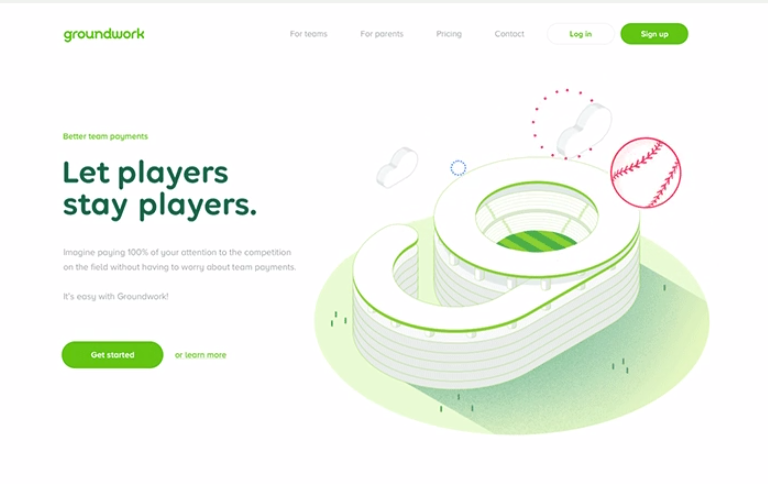 groundwork
For teams
For parents
Pricing
Contact
Log in
Sign up
Better team payments
Let players
stay players.
Imagine paying 100% of your attention to the competition
on the field without having to worry about team payments.
It's easy with Groundwork!
Get started
or learn more